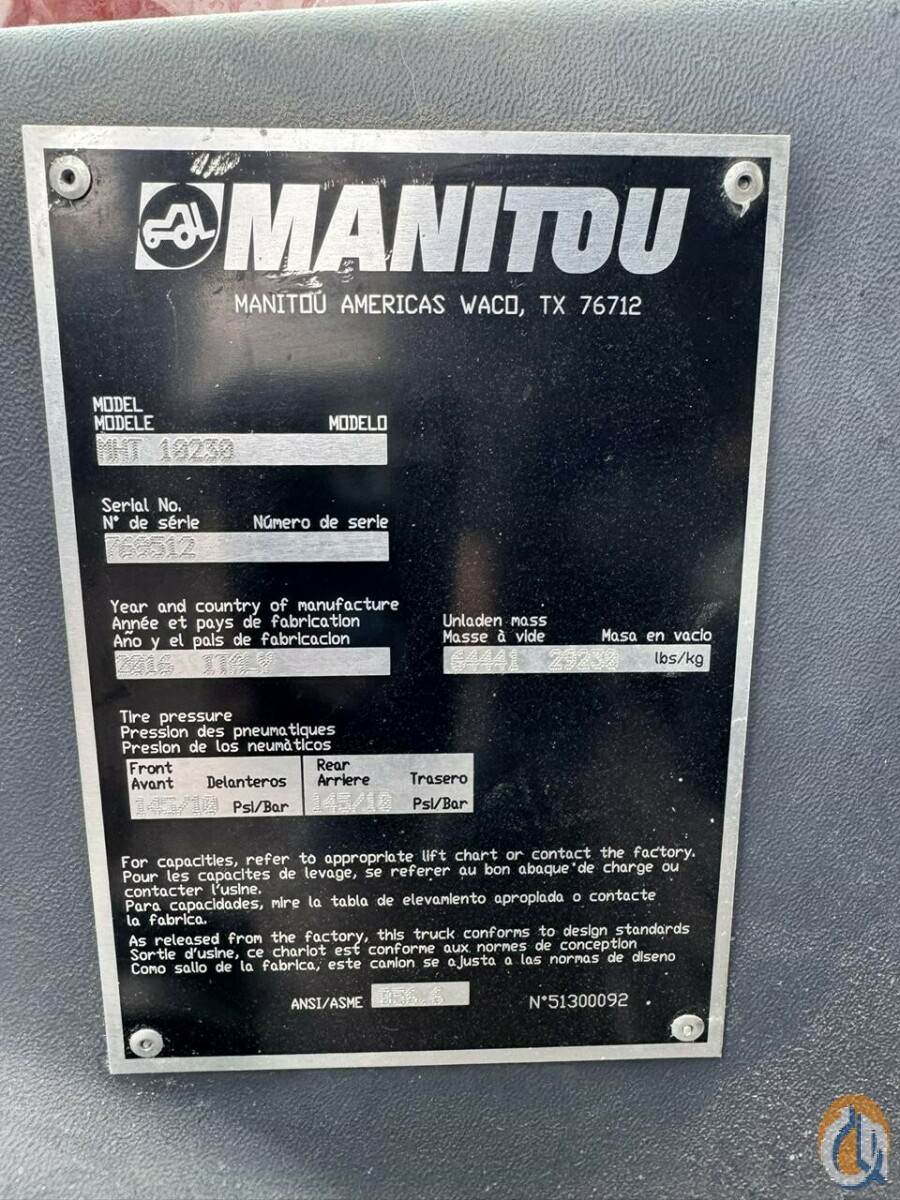 MANITOU
MANITOU AMERICAS WACO, TX 76712
MODEL
MODELE MODELO
MHT 10230
Serial No.
N° de série Número de serie
768512
Year and country of manufacture
Année et pays de fabrication
Año y el pais de fabricacion
2016 ITALY
Unladen mass
Masse à vide Masa en vacio
64441 29230 lbs/kg
Tire pressure
Pression des pneumatiques
Presion de los neumàticos
Front
Avant Delanteros
145/10 Psi/Bar
Rear
Arriere Trasero
145/10 Psi/Bar
For capacities, refer to appropriate lift chart or contact the factory.
Pour les capacites de levage, se referer au bon abaque de charge ou
contacter l'usine.
Para capacidades, mire la tabla de elevamiento apropiada o contacte
la fabrica.
As released from the factory, this truck conforms to design standards
Sortie d'usine, ce chariot est conforme aux normes de conception
Como salio de la fabrica, este camion se ajusta a las normas de diseno
ANSI/ASME B56.6 N°51300092